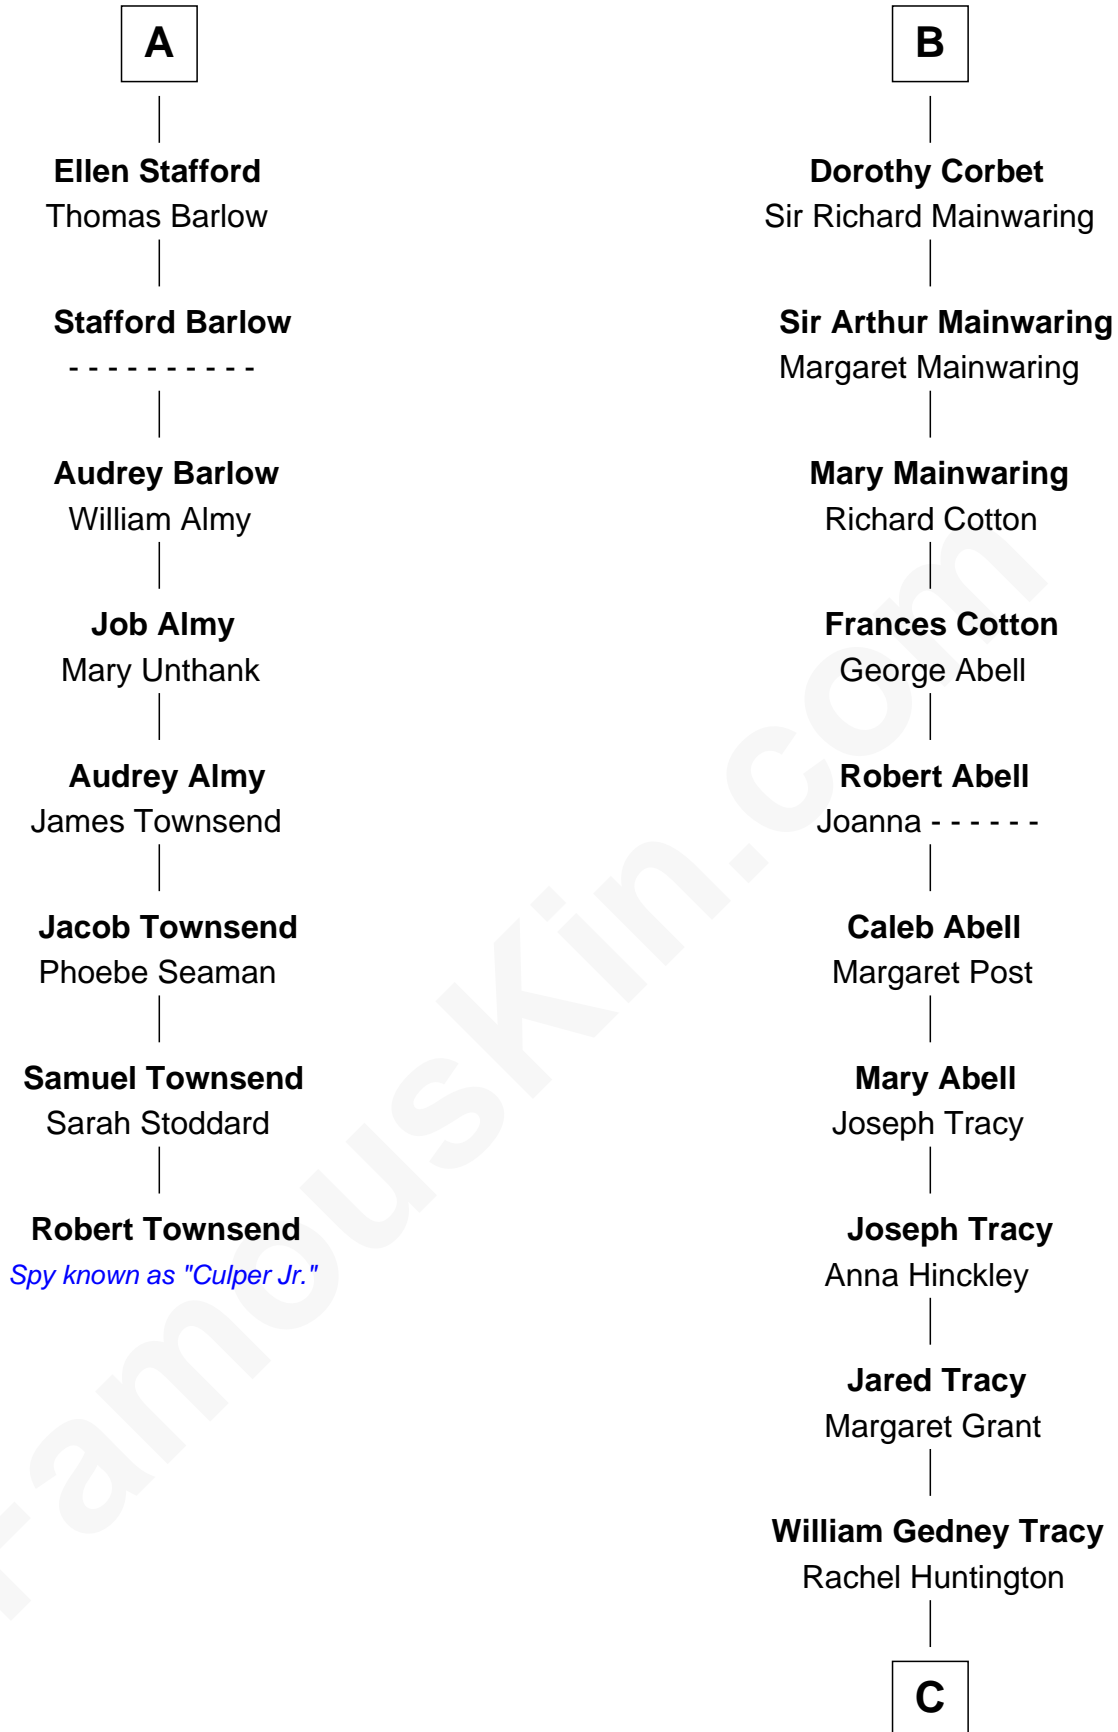 A
Ellen Stafford
Thomas Barlow
Stafford Barlow
- - - - - - - - - -
Audrey Barlow
William Almy
Job Almy
Mary Unthank
Audrey Almy
James Townsend
Jacob Townsend
Phoebe Seaman
Samuel Townsend
Sarah Stoddard
Robert Townsend
Spy known as "Culper Jr."
B
Dorothy Corbet
Sir Richard Mainwaring
Sir Arthur Mainwaring
Margaret Mainwaring
Mary Mainwaring
Richard Cotton
Frances Cotton
George Abell
Robert Abell
Joanna - - - - - -
Caleb Abell
Margaret Post
Mary Abell
Joseph Tracy
Joseph Tracy
Anna Hinckley
Jared Tracy
Margaret Grant
William Gedney Tracy
Rachel Huntington
C
FamousKin.com